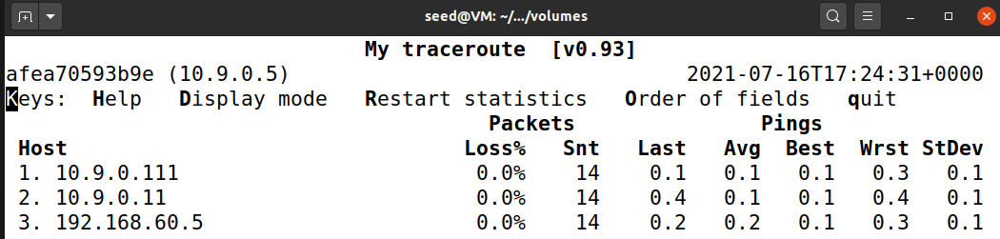 seed@VM: ~/.../volumes
My traceroute [v0.93]
afea70593b9e (10.9.0.5) 2021-07-16T17:24:31+0000
Keys: Help Display mode Restart statistics Order of fields quit
Packets Pings
Host Loss% Snt Last Avg Best Wrst StDev
1. 10.9.0.111 0.0% 14 0.1 0.1 0.1 0.3 0.1
2. 10.9.0.11 0.0% 14 0.4 0.1 0.1 0.4 0.1
3. 192.168.60.5 0.0% 14 0.2 0.2 0.1 0.3 0.1